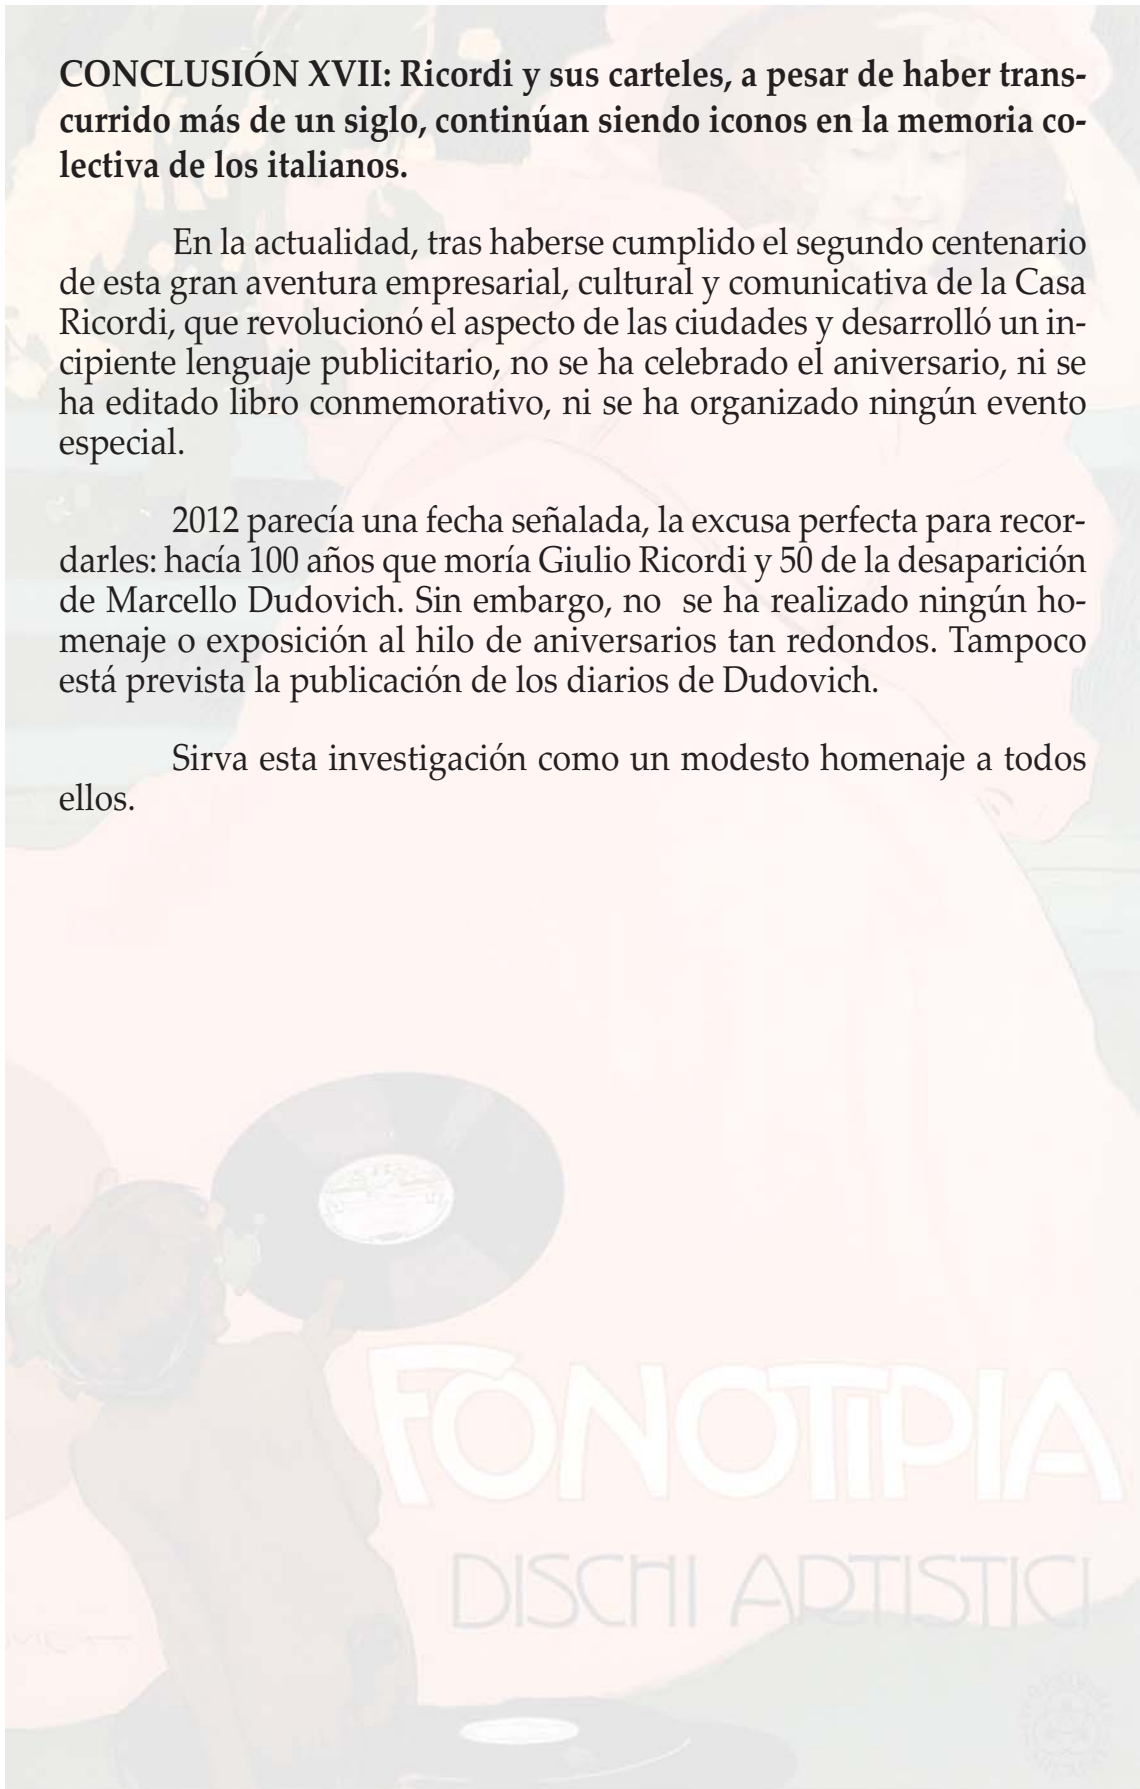 CONCLUSIÓN XVII: Ricordi y sus carteles, a pesar de haber trans-
currido más de un siglo, continúan siendo iconos en la memoria co-
lectiva de los italianos.
En la actualidad, tras haberse cumplido el segundo centenario
de esta gran aventura empresarial, cultural y comunicativa de la Casa
Ricordi, que revolucionó el aspecto de las ciudades y desarrolló un in-
cipiente lenguaje publicitario, no se ha celebrado el aniversario, ni se
ha editado libro conmemorativo, ni se ha organizado ningún evento
especial.
2012 parecía una fecha señalada, la excusa perfecta para recor-
darles: hacía 100 años que moría Giulio Ricordi y 50 de la desaparición
de Marcello Dudovich. Sin embargo, no  se ha realizado ningún ho-
menaje o exposición al hilo de aniversarios tan redondos. Tampoco
está prevista la publicación de los diarios de Dudovich.
Sirva esta investigación como un modesto homenaje a todos
ellos.
FONOTIPIA
DISCHI ARTISTICI